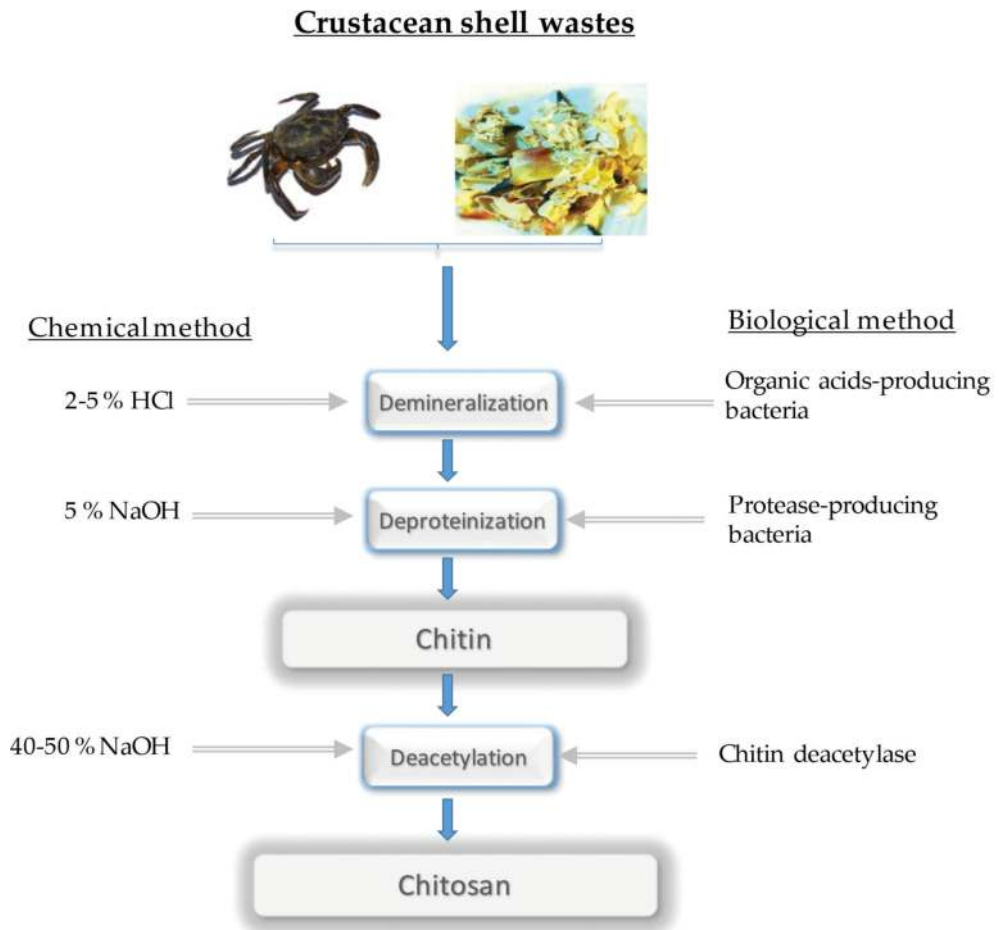 Crustacean shell wastes
Chemical method
Biological method
2-5 % HCl
Demineralization
Organic acids-producing
bacteria
5 % NaOH
Deproteinization
Protease-producing
bacteria
Chitin
40-50 % NaOH
Deacetylation
Chitin deacetylase
Chitosan